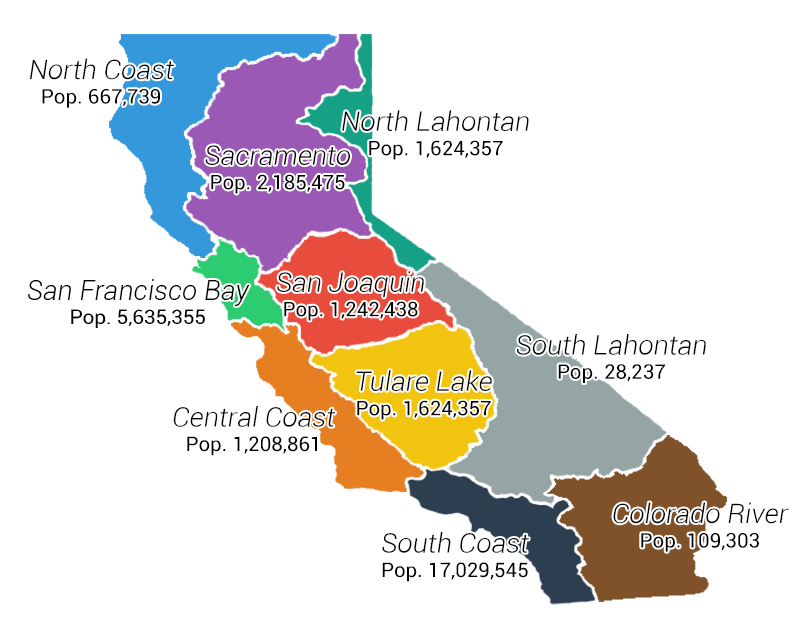 North Coast
Pop. 667,739
North Lahontan
Pop. 1,624,357
Sacramento
Pop. 2,185,475
San Francisco Bay
Pop. 5,635,355
San Joaquin
Pop. 1,242,438
South Lahontan
Pop. 28,237
Tulare Lake
Pop. 1,624,357
Central Coast
Pop. 1,208,861
Colorado River
Pop. 109,303
South Coast
Pop. 17,029,545